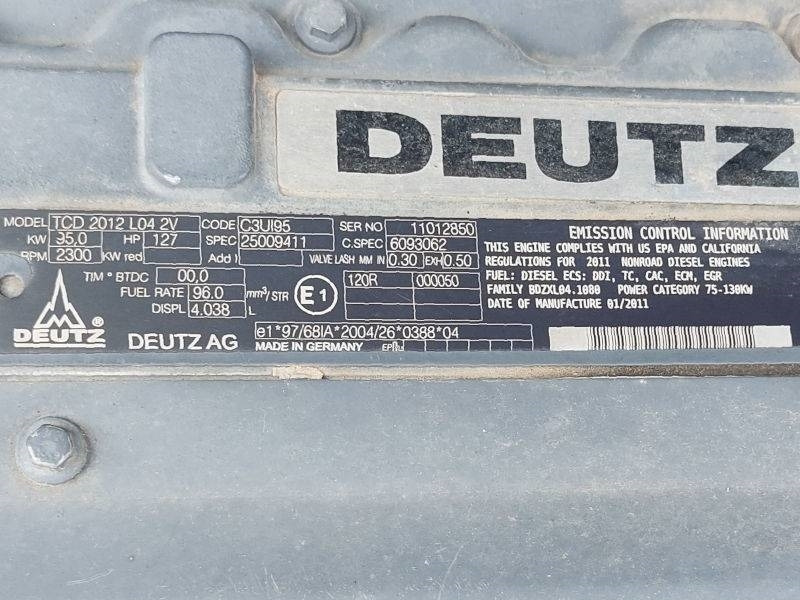 DEUTZ
MODEL TCD 2012 L04 2V CODE C3UI95 SER NO 11012850
KW 95.0 HP 127 SPEC 25009411 C.SPEC 6093062
RPM 2300 KW red Add I VALVE LASH MM IN 0.30 EXH 0.50
TIM ° BTDC 00,0 E1 120R 000050
FUEL RATE 96.0 mm³/STR
DISPL 4.038 L
DEUTZ ® DEUTZ AG e1*97/68IA*2004/26*0388*04
MADE IN GERMANY
EMISSION CONTROL INFORMATION
THIS ENGINE COMPLIES WITH US EPA AND CALIFORNIA
REGULATIONS FOR 2011 NONROAD DIESEL ENGINES
FUEL: DIESEL ECS: DDI, TC, CAC, ECM, EGR
FAMILY BDZXL04.1080 POWER CATEGORY 75-130KW
DATE OF MANUFACTURE 01/2011